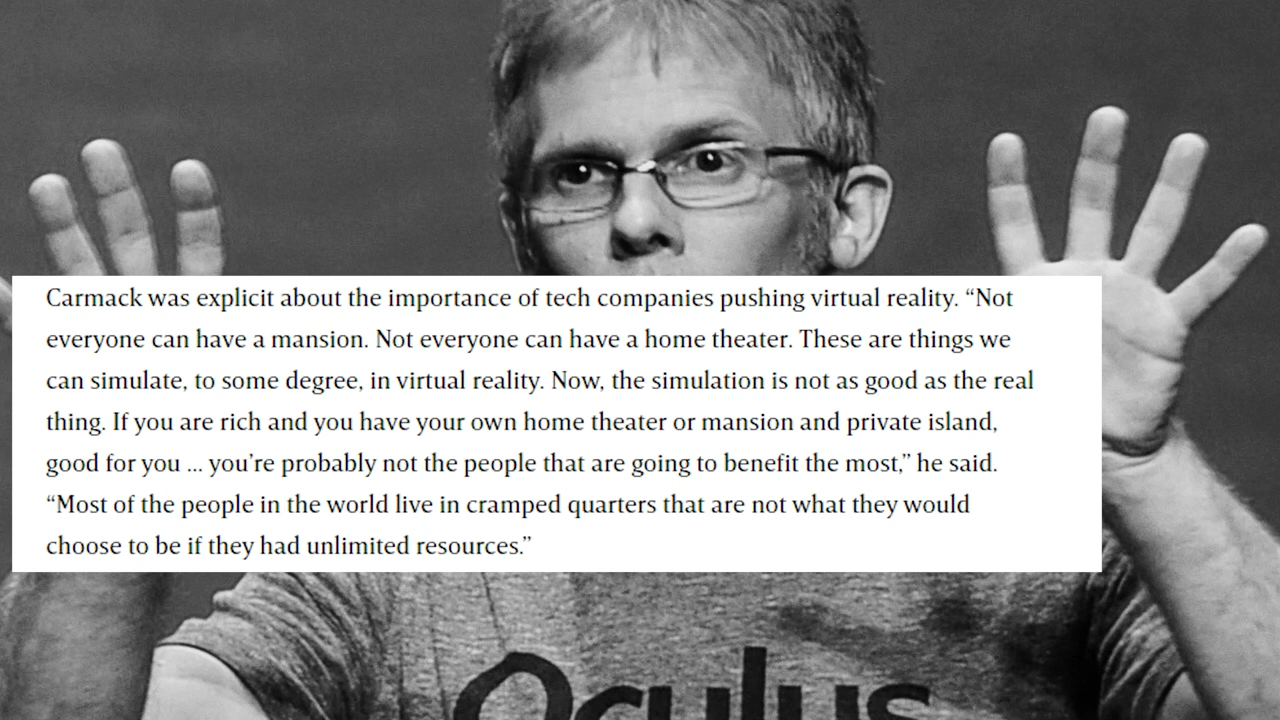 Carmack was explicit about the importance of tech companies pushing virtual reality. “Not
everyone can have a mansion. Not everyone can have a home theater. These are things we
can simulate, to some degree, in virtual reality. Now, the simulation is not as good as the real
thing. If you are rich and you have your own home theater or mansion and private island,
good for you ... you’re probably not the people that are going to benefit the most,” he said.
“Most of the people in the world live in cramped quarters that are not what they would
choose to be if they had unlimited resources.”
Oculus